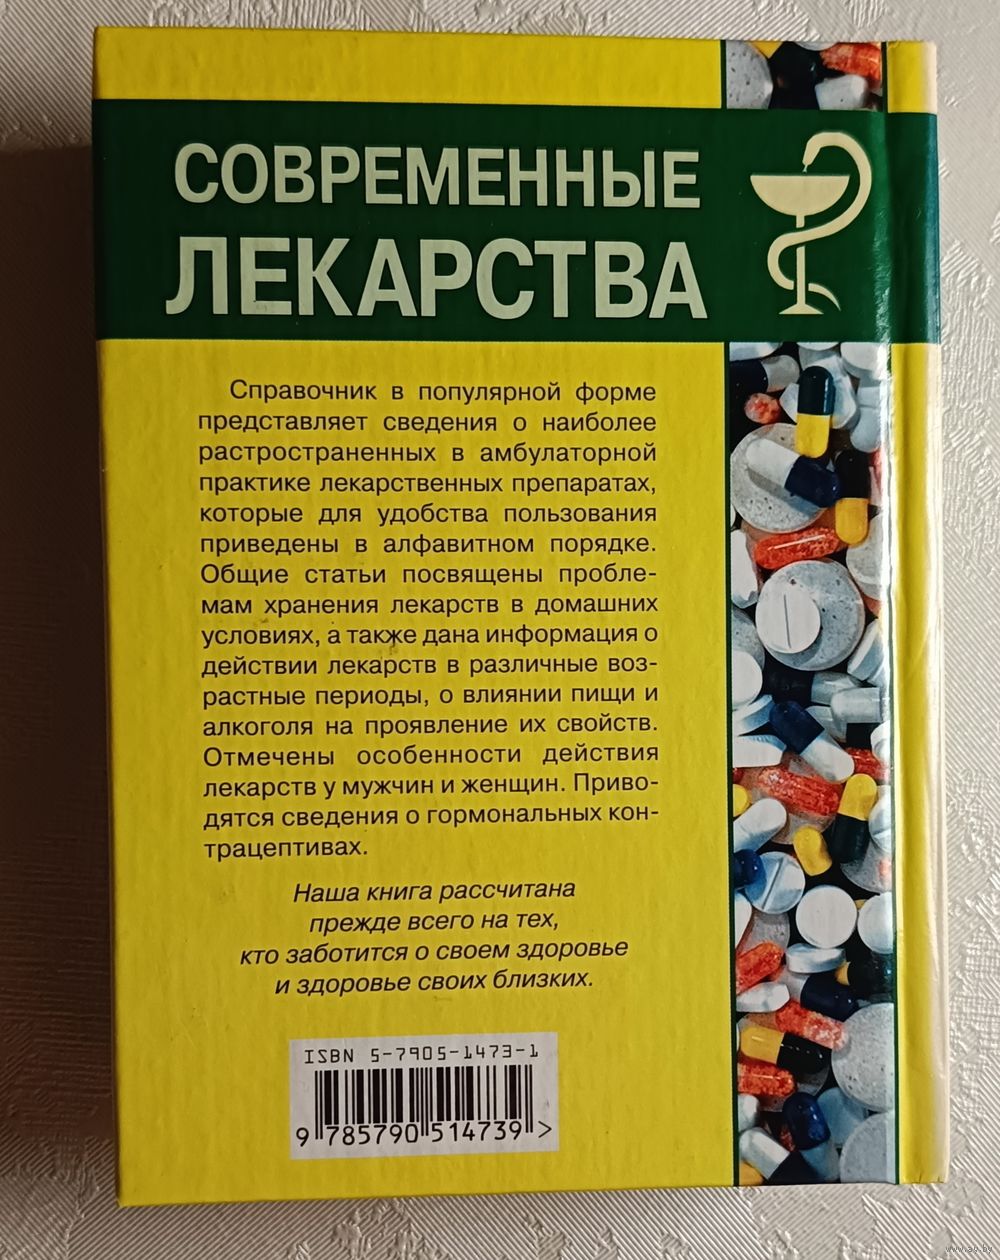 СОВРЕМЕННЫЕ
ЛЕКАРСТВА
Справочник в популярной форме
представляет сведения о наиболее
растространенных в амбулаторной
практике лекарственных препаратах,
которые для удобства пользования
приведены в алфавитном порядке.
Общие статьи посвящены пробле-
мам хранения лекарств в домашних
условиях, а также дана информация о
действии лекарств в различные воз-
растные периоды, о влиянии пищи и
алкоголя на проявление их свойств.
Отмечены особенности действия
лекарств у мужчин и женщин. Приво-
дятся сведения о гормональных кон-
трацептивах.
Наша книга рассчитана
прежде всего на тех,
кто заботится о своем здоровье
и здоровье своих близких.
ISBN 5-7905-1473-1
9 785790 514739 >
www.ay.by